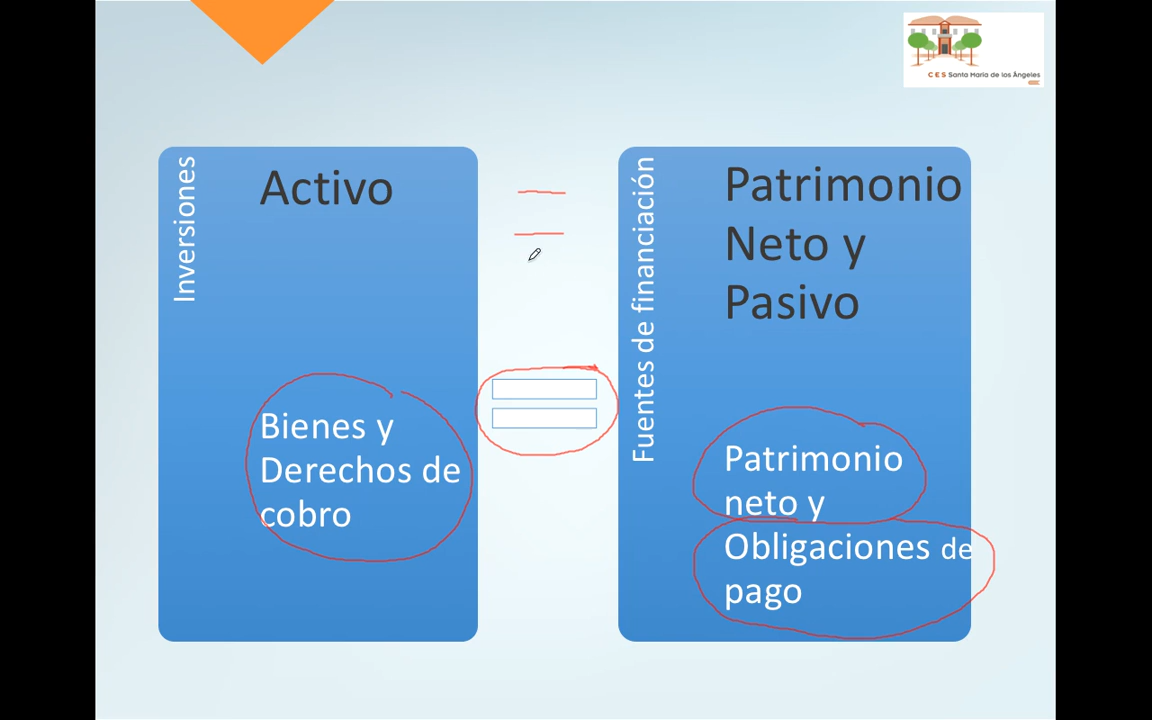 CES Santa María de los Ángeles
Inversiones
Activo
Bienes y
Derechos de
cobro
Fuentes de financiación
Patrimonio
Neto y
Pasivo
Patrimonio
neto y
Obligaciones de
pago